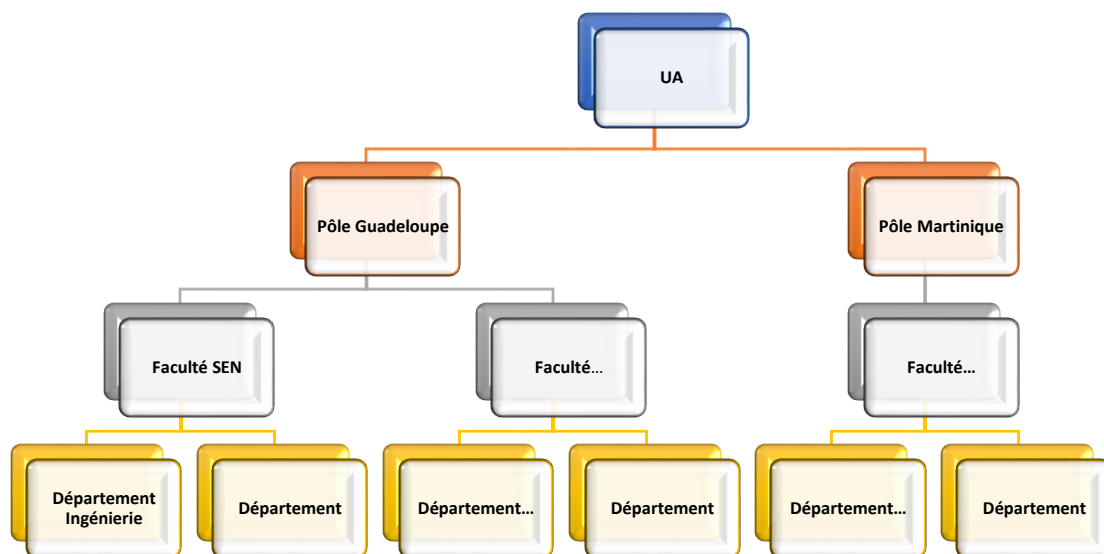 UA
Pôle Guadeloupe
Pôle Martinique
Faculté SEN
Faculté...
Faculté...
Département
Ingénierie
Département
Département...
Département
Département...
Département